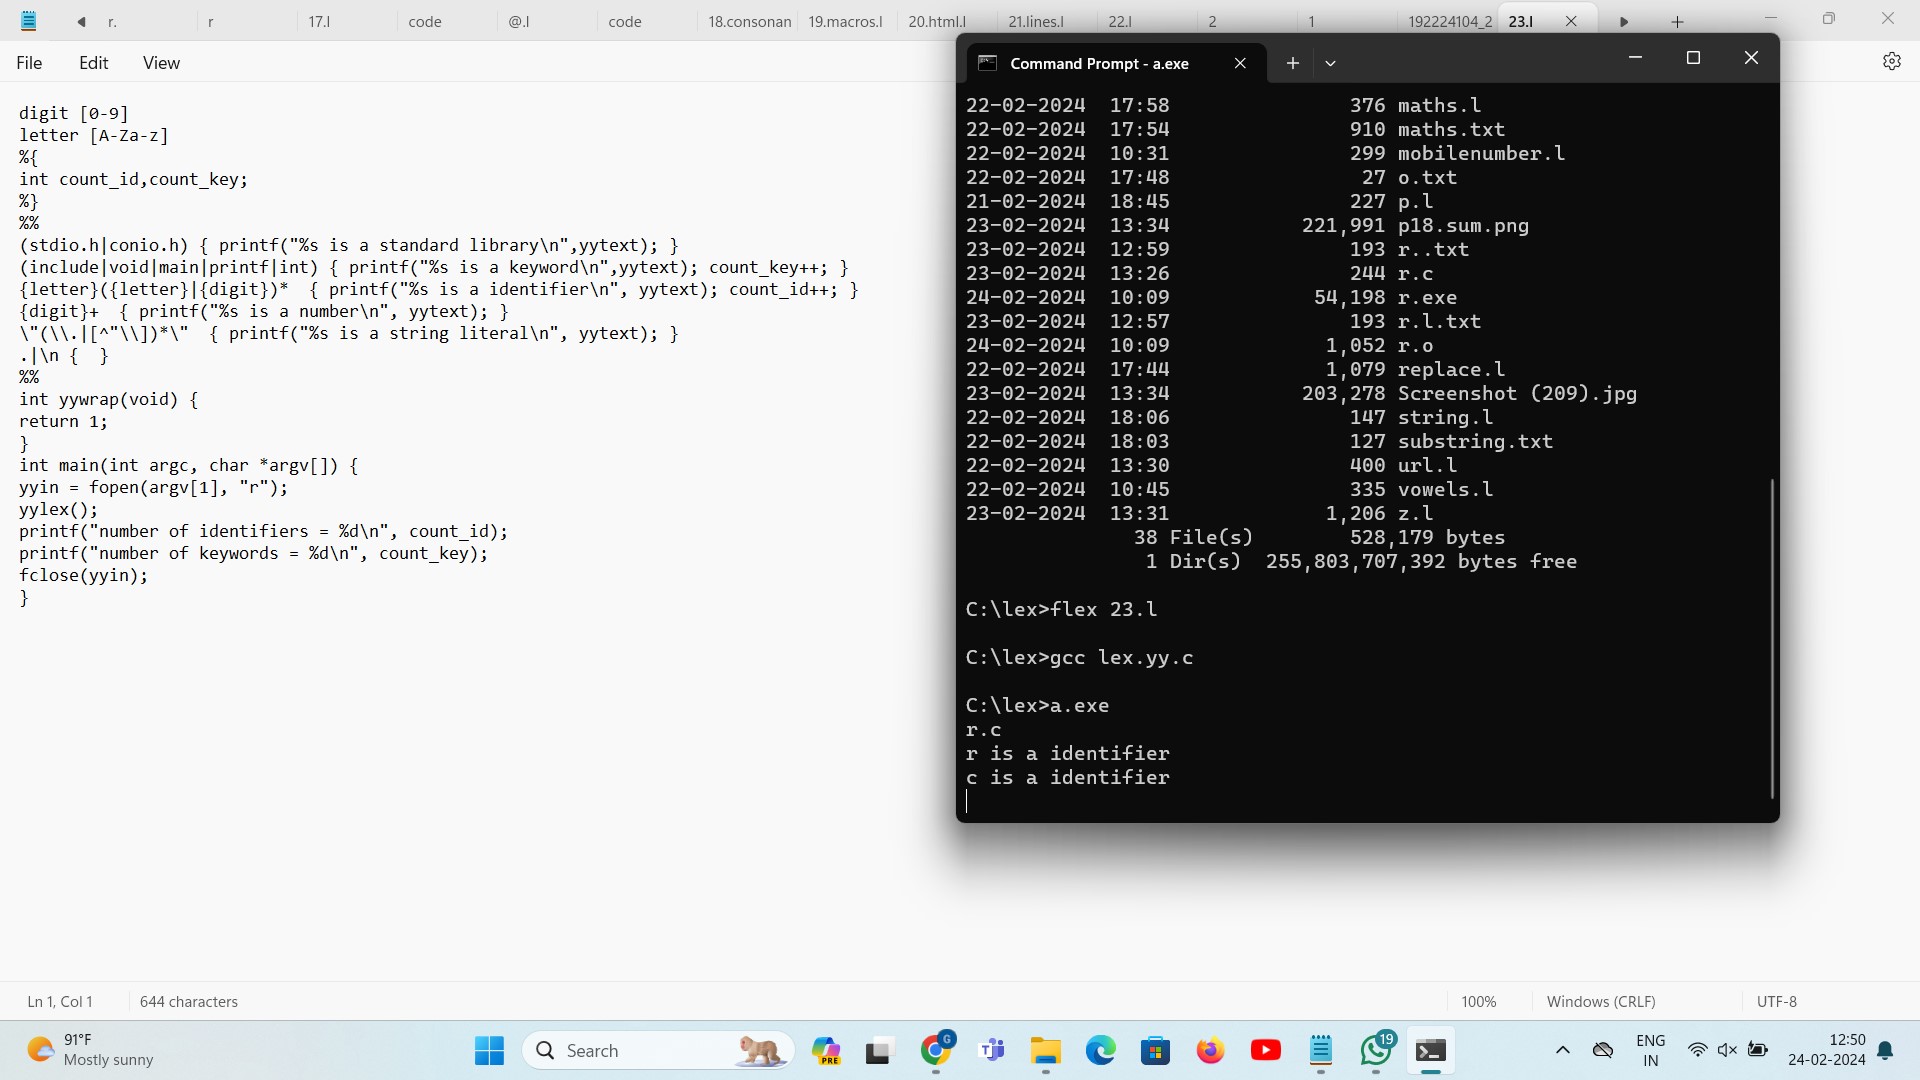 r.
r
17.l
code
@.l
code
18.consonan
19.macros.l
20.html.l
21.lines.l
22.l
2
1
192224104_2
23.l
File Edit View
digit [0-9]
letter [A-Za-z]
%{
int count_id,count_key;
%}
%%
(stdio.h|conio.h) { printf("%s is a standard library\n",yytext); }
(include|void|main|printf|int) { printf("%s is a keyword\n",yytext); count_key++; }
{letter}({letter}|{digit})*  { printf("%s is a identifier\n", yytext); count_id++; }
{digit}+  { printf("%s is a number\n", yytext); }
\"(\\.|[^"\\])*\"  { printf("%s is a string literal\n", yytext); }
.|\n {  }
%%
int yywrap(void) {
return 1;
}
int main(int argc, char *argv[]) {
yyin = fopen(argv[1], "r");
yylex();
printf("number of identifiers = %d\n", count_id);
printf("number of keywords = %d\n", count_key);
fclose(yyin);
}
Command Prompt - a.exe
22-02-2024  17:58               376 maths.l
22-02-2024  17:54               910 maths.txt
22-02-2024  10:31               299 mobilenumber.l
22-02-2024  17:48                27 o.txt
21-02-2024  18:45               227 p.l
23-02-2024  13:34           221,991 p18.sum.png
23-02-2024  12:59               193 r..txt
23-02-2024  13:26               244 r.c
24-02-2024  10:09            54,198 r.exe
23-02-2024  12:57               193 r.l.txt
24-02-2024  10:09             1,052 r.o
22-02-2024  17:44             1,079 replace.l
23-02-2024  13:34           203,278 Screenshot (209).jpg
22-02-2024  18:06               147 string.l
22-02-2024  18:03               127 substring.txt
22-02-2024  13:30               400 url.l
22-02-2024  10:45               335 vowels.l
23-02-2024  13:31             1,206 z.l
38 File(s)        528,179 bytes
1 Dir(s)  255,803,707,392 bytes free
C:\lex>flex 23.l
C:\lex>gcc lex.yy.c
C:\lex>a.exe
r.c
r is a identifier
c is a identifier
Ln 1, Col 1
644 characters
100%
Windows (CRLF)
UTF-8
91°F
Mostly sunny
Search
PRE
G
19
ENG
IN
12:50
24-02-2024